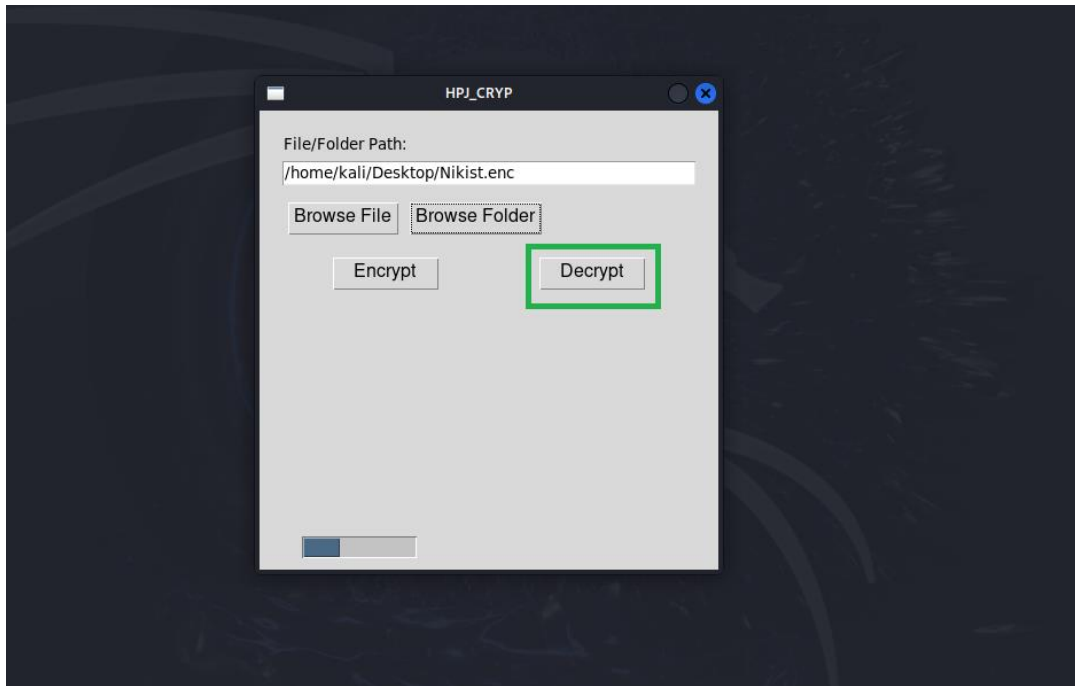 HPJ_CRYP
File/Folder Path:
/home/kali/Desktop/Nikist.enc
Browse File Browse Folder
Encrypt Decrypt